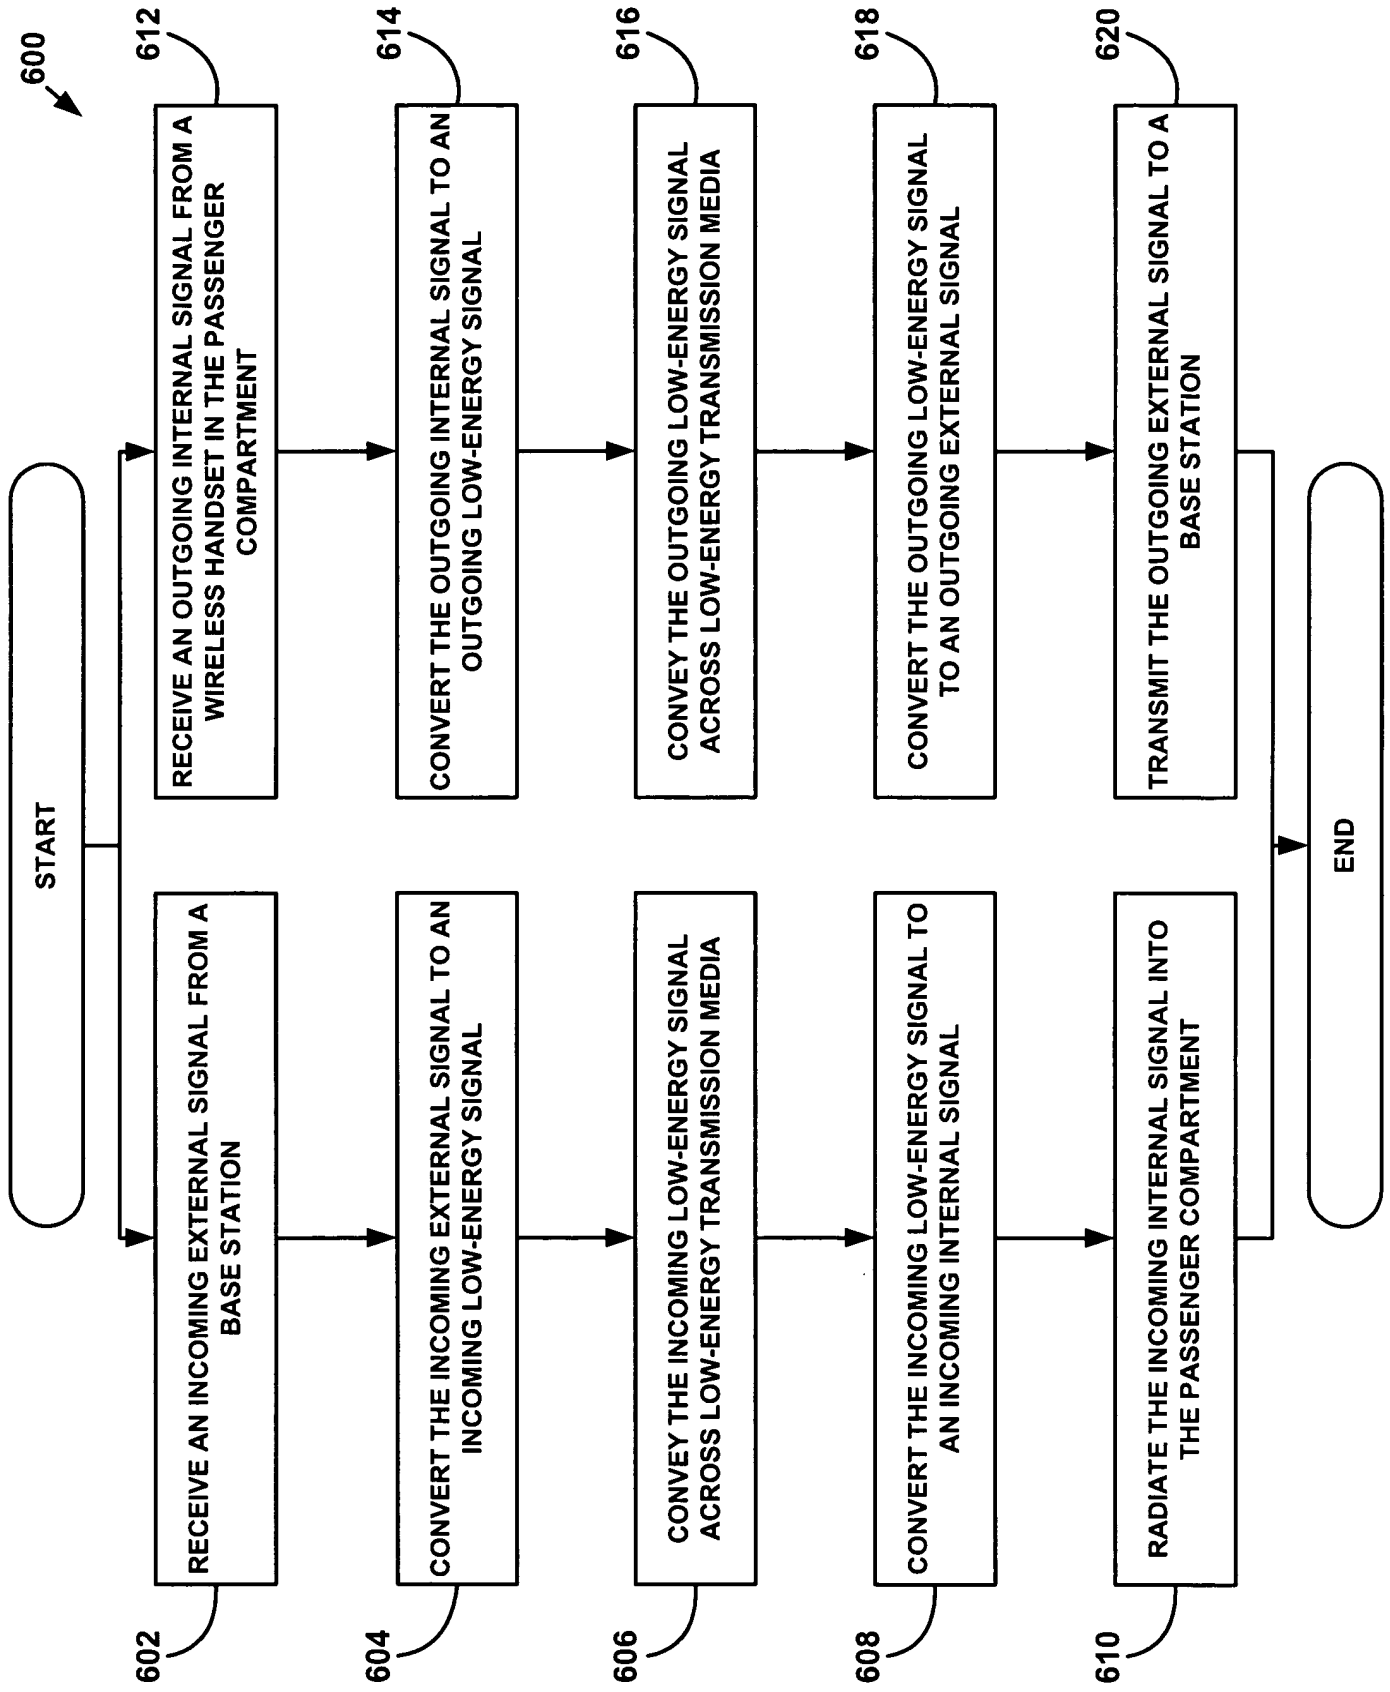 600
START
602
RECEIVE AN INCOMING EXTERNAL SIGNAL FROM A
BASE STATION
604
CONVERT THE INCOMING EXTERNAL SIGNAL TO AN
INCOMING LOW-ENERGY SIGNAL
606
CONVEY THE INCOMING LOW-ENERGY SIGNAL
ACROSS LOW-ENERGY TRANSMISSION MEDIA
608
CONVERT THE INCOMING LOW-ENERGY SIGNAL TO
AN INCOMING INTERNAL SIGNAL
610
RADIATE THE INCOMING INTERNAL SIGNAL INTO
THE PASSENGER COMPARTMENT
612
RECEIVE AN OUTGOING INTERNAL SIGNAL FROM A
WIRELESS HANDSET IN THE PASSENGER
COMPARTMENT
614
CONVERT THE OUTGOING INTERNAL SIGNAL TO AN
OUTGOING LOW-ENERGY SIGNAL
616
CONVEY THE OUTGOING LOW-ENERGY SIGNAL
ACROSS LOW-ENERGY TRANSMISSION MEDIA
618
CONVERT THE OUTGOING LOW-ENERGY SIGNAL
TO AN OUTGOING EXTERNAL SIGNAL
620
TRANSMIT THE OUTGOING EXTERNAL SIGNAL TO A
BASE STATION
END